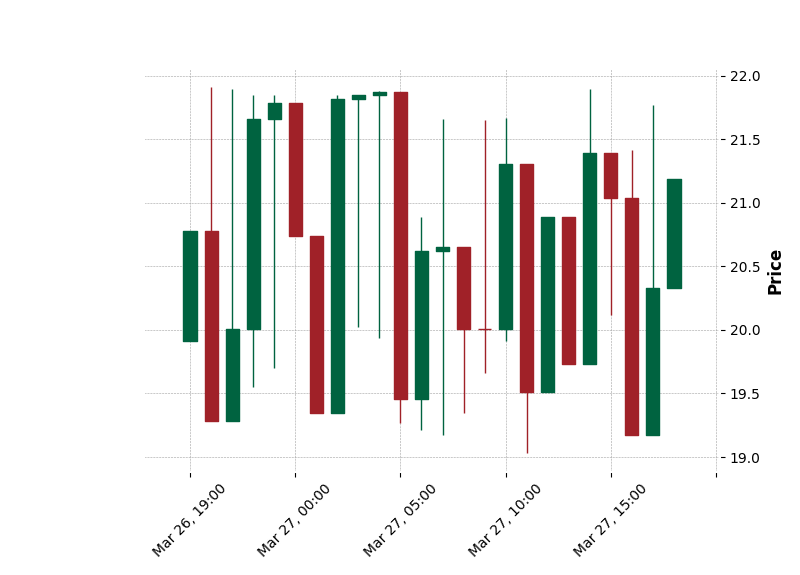 22.0
21.5
21.0
20.5
20.0
19.5
19.0
Price
Mar 26, 19:00
Mar 27, 00:00
Mar 27, 05:00
Mar 27, 10:00
Mar 27, 15:00